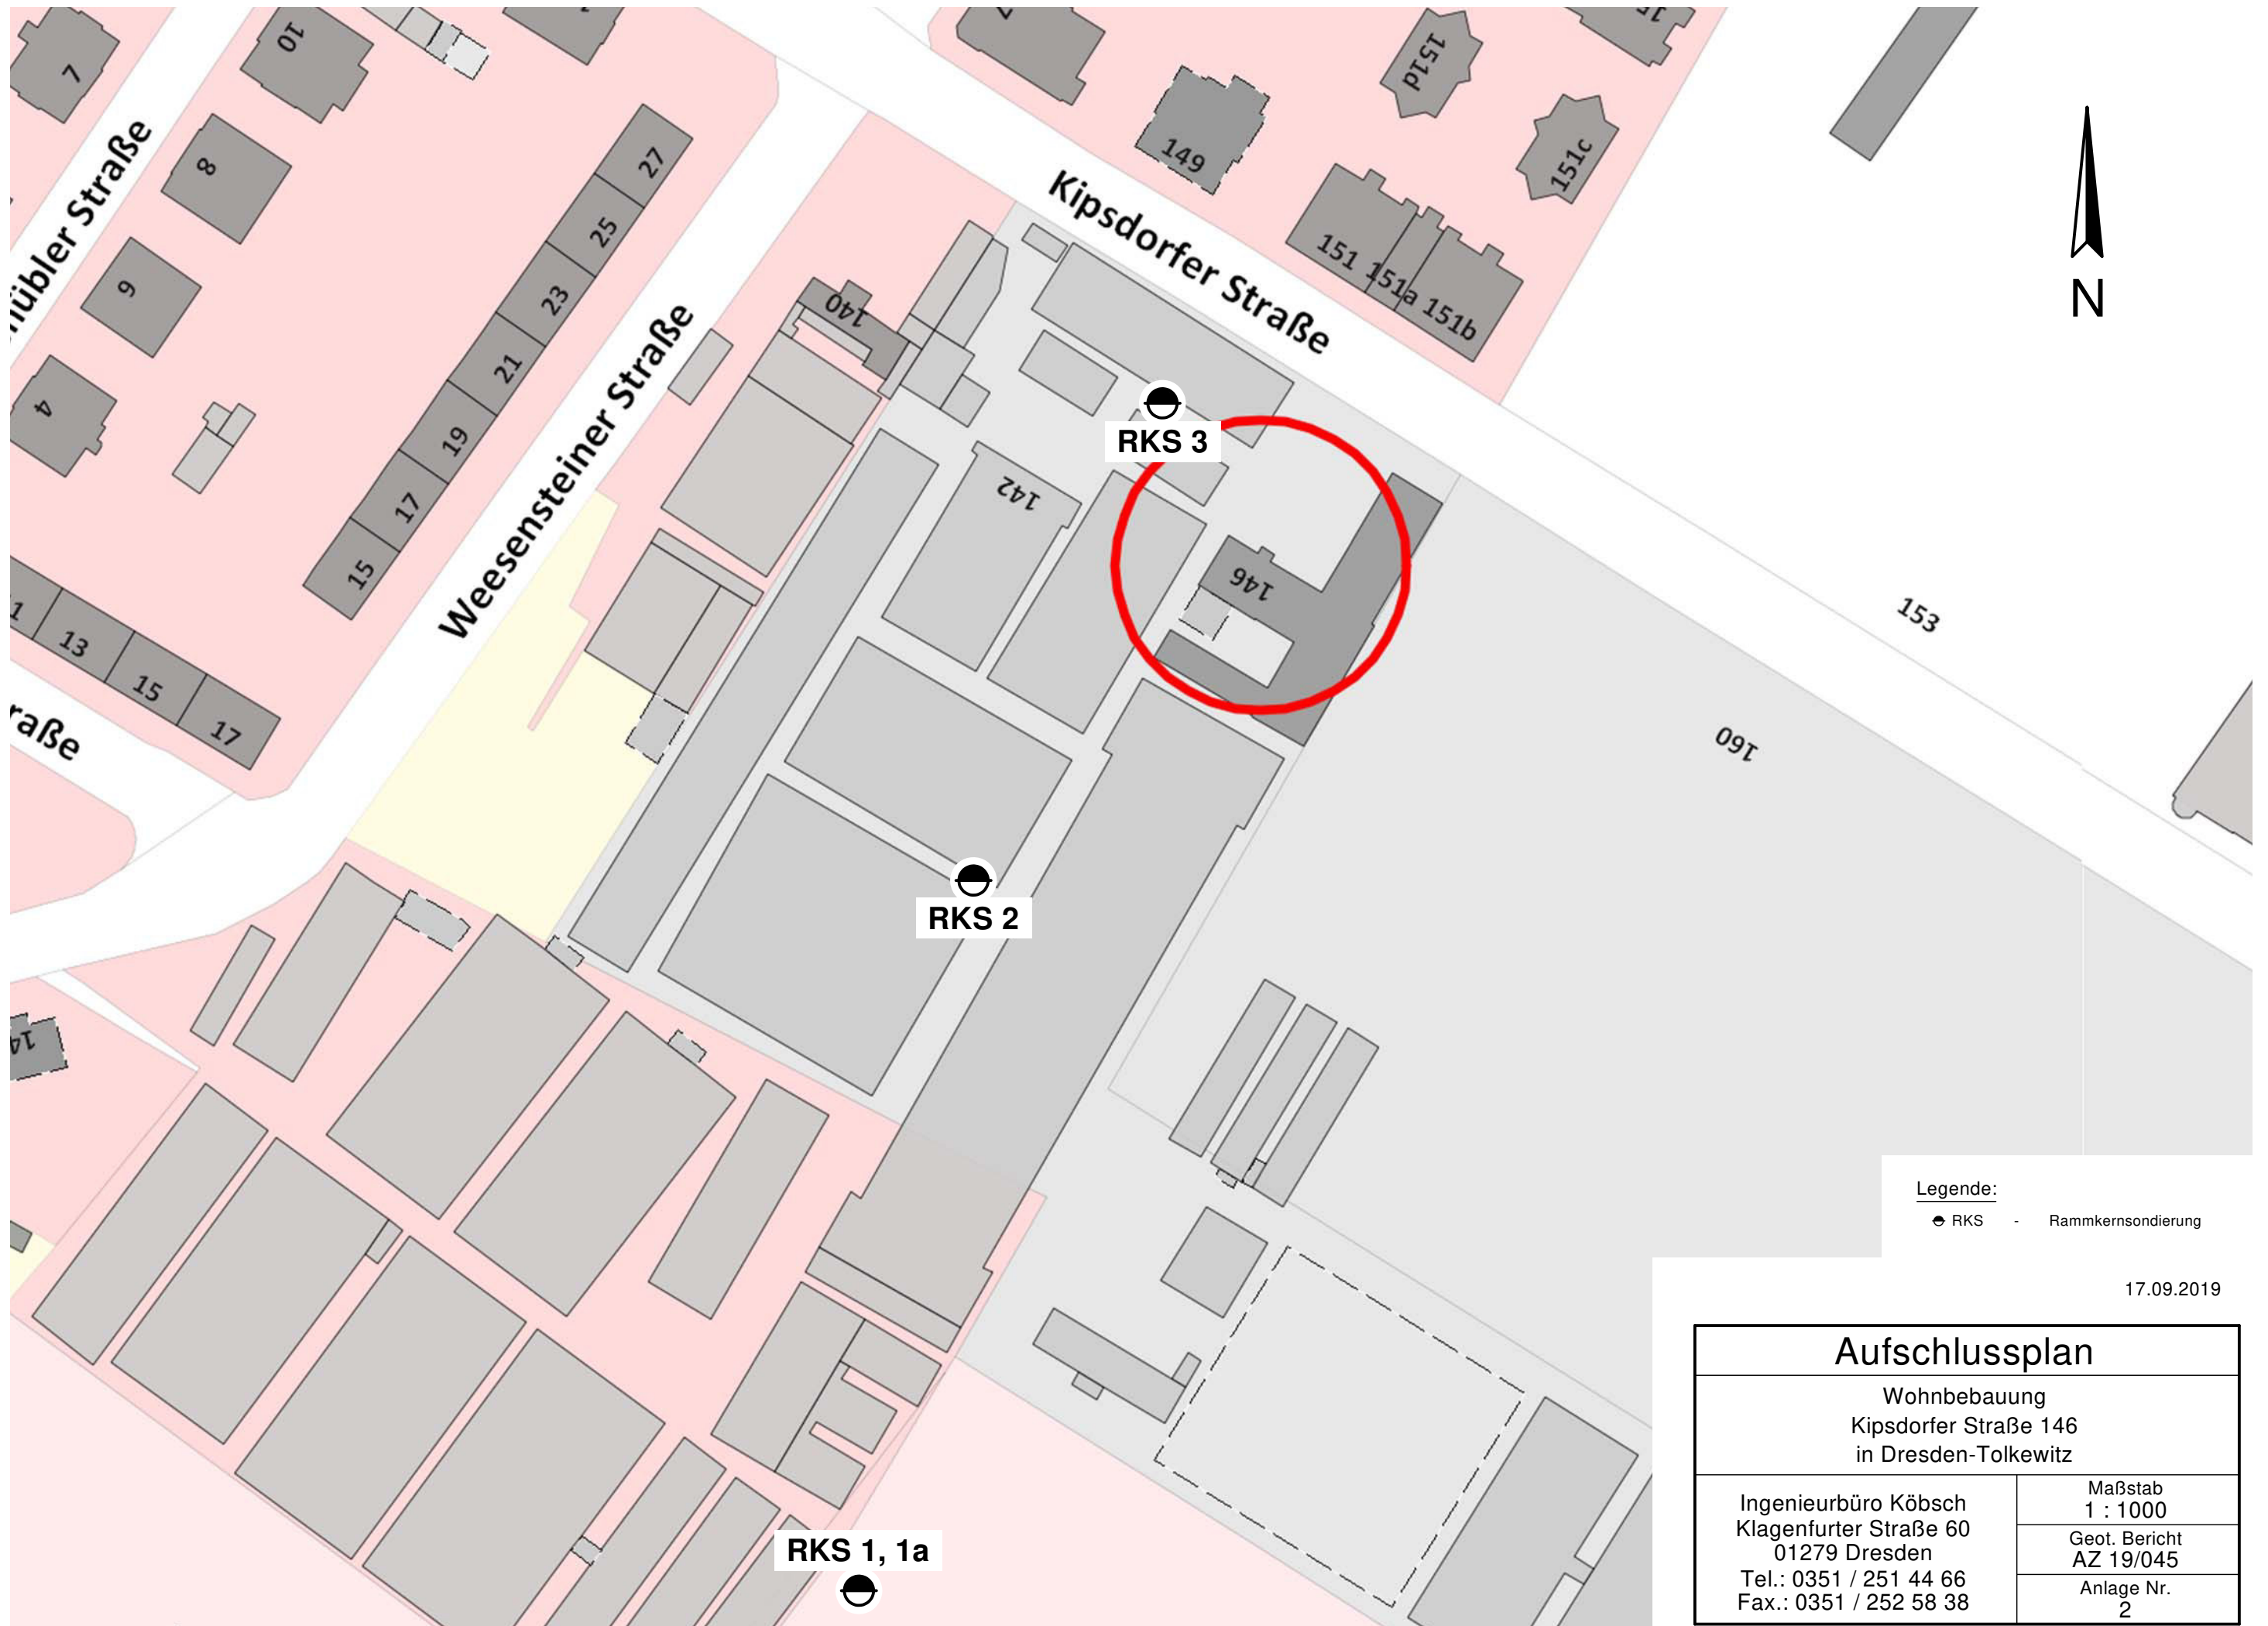 7
10
8
9
4
27
25
23
21
19
17
15
13
15
17
Weesensteiner Straße
Kipsdorfer Straße
149
151d
151c
151
151a
151b
140
142
146
153
160
RKS 3
RKS 2
RKS 1, 1a
N
Legende:
RKS - Rammkernsondierung
17.09.2019
Aufschlussplan
Wohnbebauung
Kipsdorfer Straße 146
in Dresden-Tolkewitz
Ingenieurbüro Köbsch
Klagenfurter Straße 60
01279 Dresden
Tel.: 0351 / 251 44 66
Fax.: 0351 / 252 58 38
Maßstab
1 : 1000
Geot. Bericht
AZ 19/045
Anlage Nr.
2